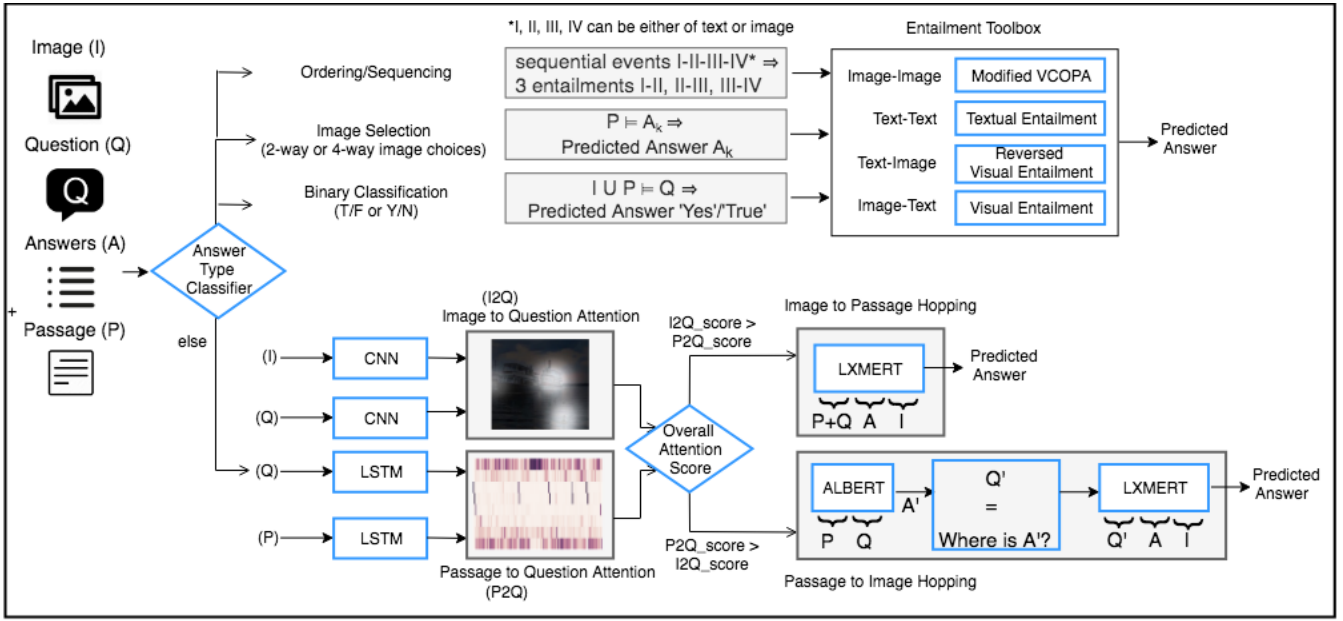 Image (I)
Question (Q)
Q
Answers (A)
+
Passage (P)
Answer
Type
Classifier
else
Ordering/Sequencing
Image Selection
(2-way or 4-way image choices)
Binary Classification
(T/F or Y/N)
*I, II, III, IV can be either of text or image
sequential events I-II-III-IV* ⇒
3 entailments I-II, II-III, III-IV
P ⊨ Aₖ ⇒
Predicted Answer Aₖ
I U P ⊨ Q ⇒
Predicted Answer 'Yes'/'True'
Entailment Toolbox
Image-Image
Modified VCOPA
Text-Text
Textual Entailment
Text-Image
Reversed
Visual Entailment
Image-Text
Visual Entailment
Predicted
Answer
(I)
CNN
(Q)
CNN
(Q)
LSTM
(P)
LSTM
(I2Q)
Image to Question Attention
Passage to Question Attention
(P2Q)
Overall
Attention
Score
I2Q_score >
P2Q_score
P2Q_score >
I2Q_score
Image to Passage Hopping
LXMERT
P+Q A I
Predicted
Answer
ALBERT
P Q
A'
Q'
=
Where is A'?
LXMERT
Q' A I
Predicted
Answer
Passage to Image Hopping